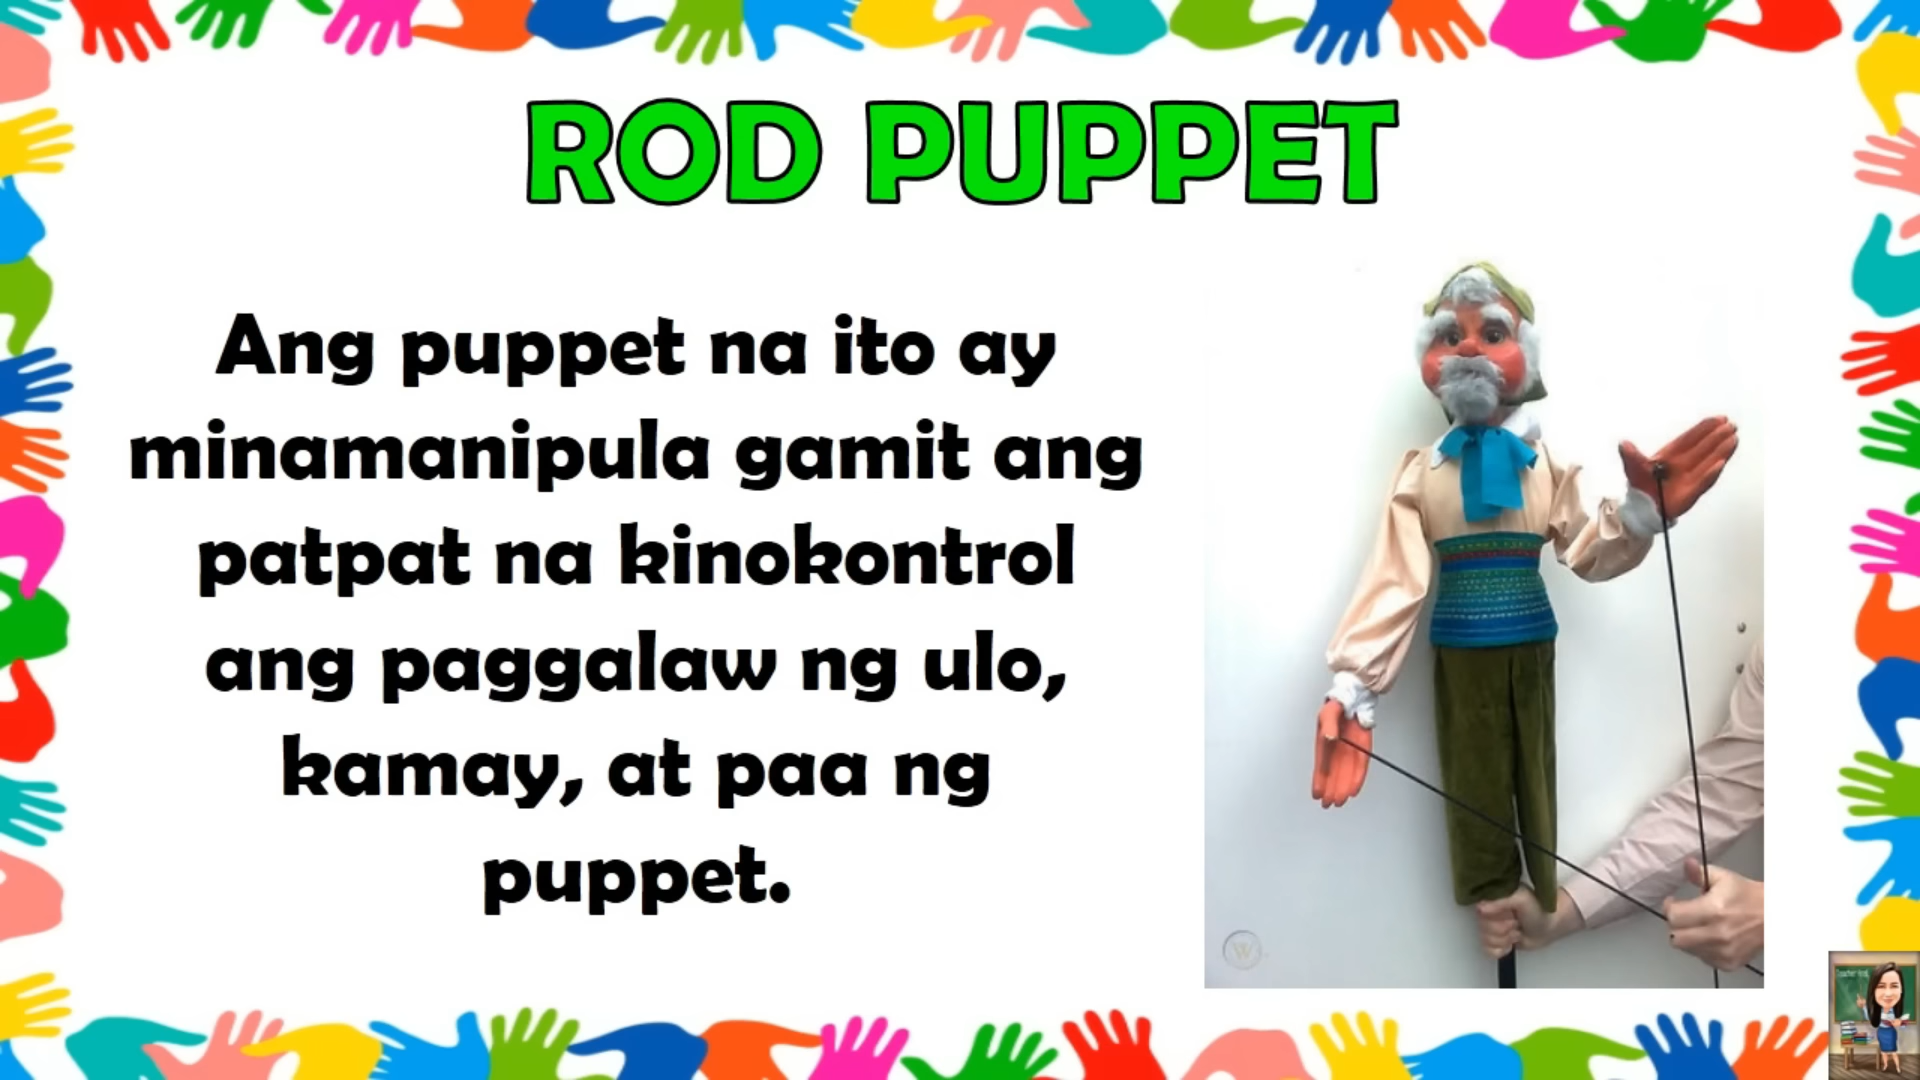 ROD PUPPET
Ang puppet na ito ay
minamanipula gamit ang
patpat na kinokontrol
ang paggalaw ng ulo,
kamay, at paa ng
puppet.
W